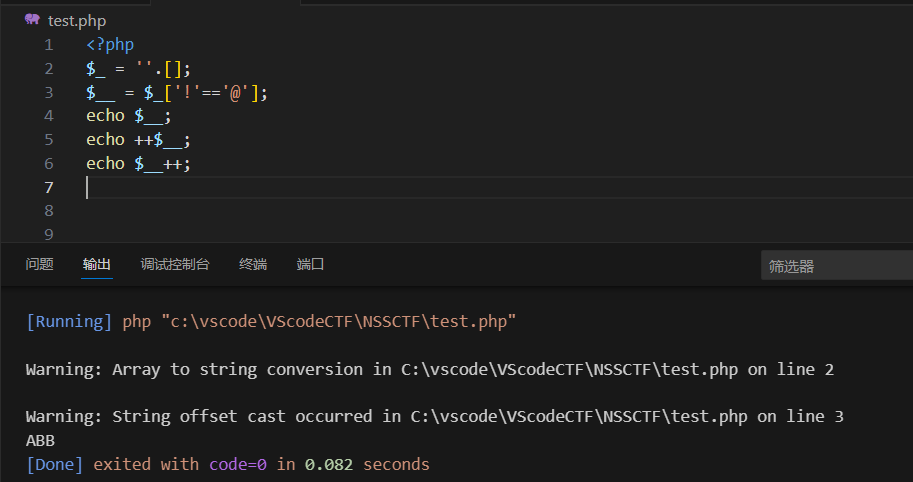 test.php
1 <?php
2 $_ = ''.[];
3 $__ = $_['!'=='@'];
4 echo $__;
5 echo ++$__;
6 echo $__++;
7
8
9
问题 输出 调试控制台 终端 端口 筛选器
[Running] php "c:\vscode\VScodeCTF\NSSCTF\test.php"
Warning: Array to string conversion in C:\vscode\VScodeCTF\NSSCTF\test.php on line 2
Warning: String offset cast occurred in C:\vscode\VScodeCTF\NSSCTF\test.php on line 3
ABB
[Done] exited with code=0 in 0.082 seconds